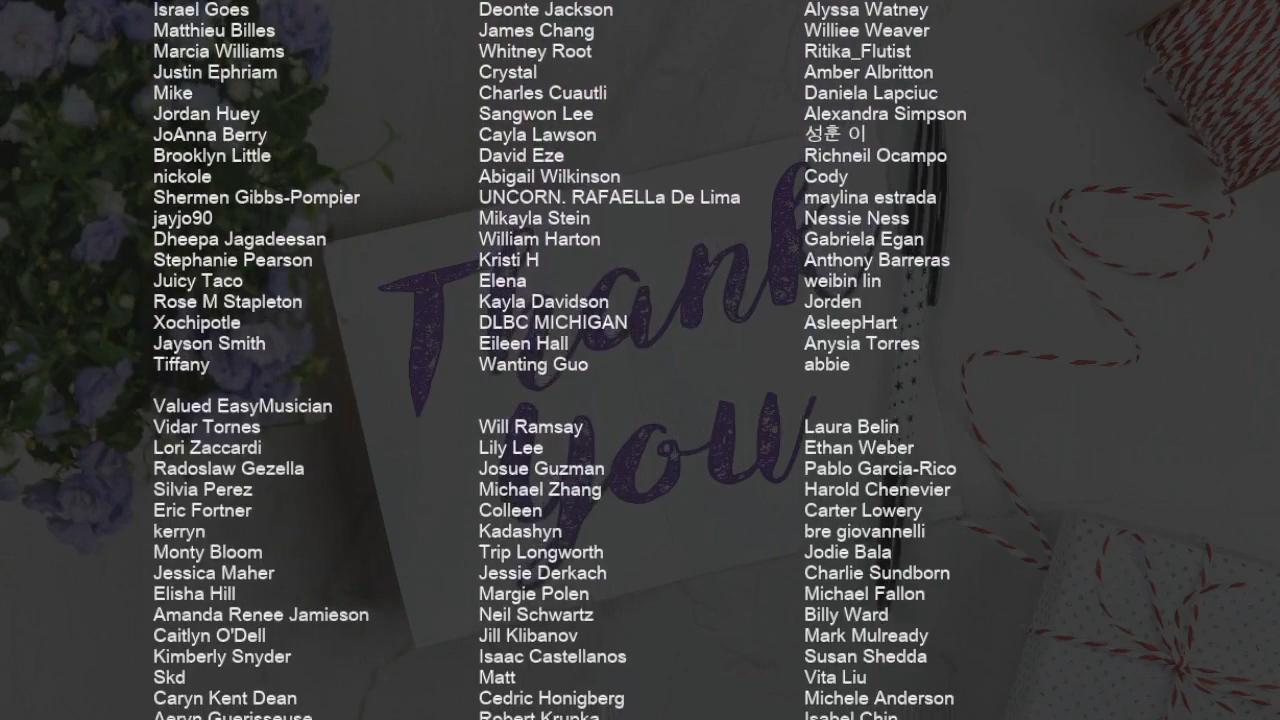 Israel Goes
Matthieu Billes
Marcia Williams
Justin Ephriam
Mike
Jordan Huey
JoAnna Berry
Brooklyn Little
nickole
Shermen Gibbs-Pompier
jayjo90
Dheepa Jagadeesan
Stephanie Pearson
Juicy Taco
Rose M Stapleton
Xochipotle
Jayson Smith
Tiffany
Deonte Jackson
James Chang
Whitney Root
Crystal
Charles Cuautli
Sangwon Lee
Cayla Lawson
David Eze
Abigail Wilkinson
UNCORN. RAFAELLa De Lima
Mikayla Stein
William Harton
Kristi H
Elena
Kayla Davidson
DLBC MICHIGAN
Eileen Hall
Wanting Guo
Alyssa Watney
Williee Weaver
Ritika_Flutist
Amber Albritton
Daniela Lapciuc
Alexandra Simpson
성훈 이
Richneil Ocampo
Cody
maylina estrada
Nessie Ness
Gabriela Egan
Anthony Barreras
weibin lin
Jorden
AsleepHart
Anysia Torres
abbie
Valued EasyMusician
Vidar Tornes
Lori Zaccardi
Radoslaw Gezella
Silvia Perez
Eric Fortner
kerryn
Monty Bloom
Jessica Maher
Elisha Hill
Amanda Renee Jamieson
Caitlyn O'Dell
Kimberly Snyder
Skd
Caryn Kent Dean
Aeryn Guerisseuse
Will Ramsay
Lily Lee
Josue Guzman
Michael Zhang
Colleen
Kadashyn
Trip Longworth
Jessie Derkach
Margie Polen
Neil Schwartz
Jill Klibanov
Isaac Castellanos
Matt
Cedric Honigberg
Robert Krupka
Laura Belin
Ethan Weber
Pablo Garcia-Rico
Harold Chenevier
Carter Lowery
bre giovannelli
Jodie Bala
Charlie Sundborn
Michael Fallon
Billy Ward
Mark Mulready
Susan Shedda
Vita Liu
Michele Anderson
Isabel Chin
Thank
you